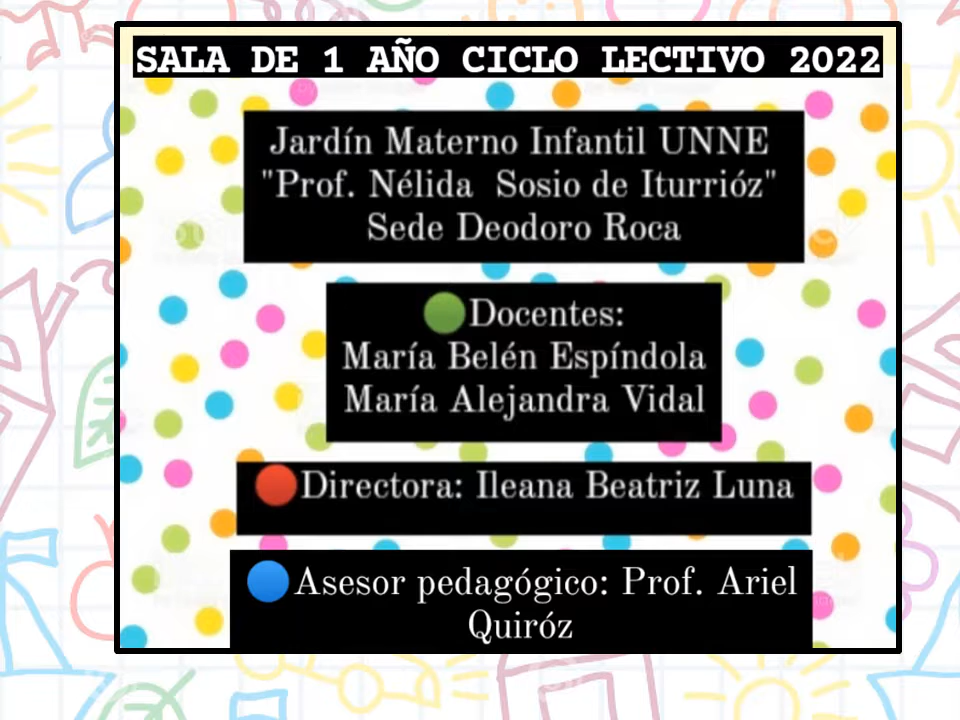 SALA DE 1 AÑO CICLO LECTIVO 2022
Jardín Materno Infantil UNNE
"Prof. Nélida Sosio de Iturrióz"
Sede Deodoro Roca
Docentes:
María Belén Espíndola
María Alejandra Vidal
Directora: Ileana Beatriz Luna
Asesor pedagógico: Prof. Ariel
Quiróz